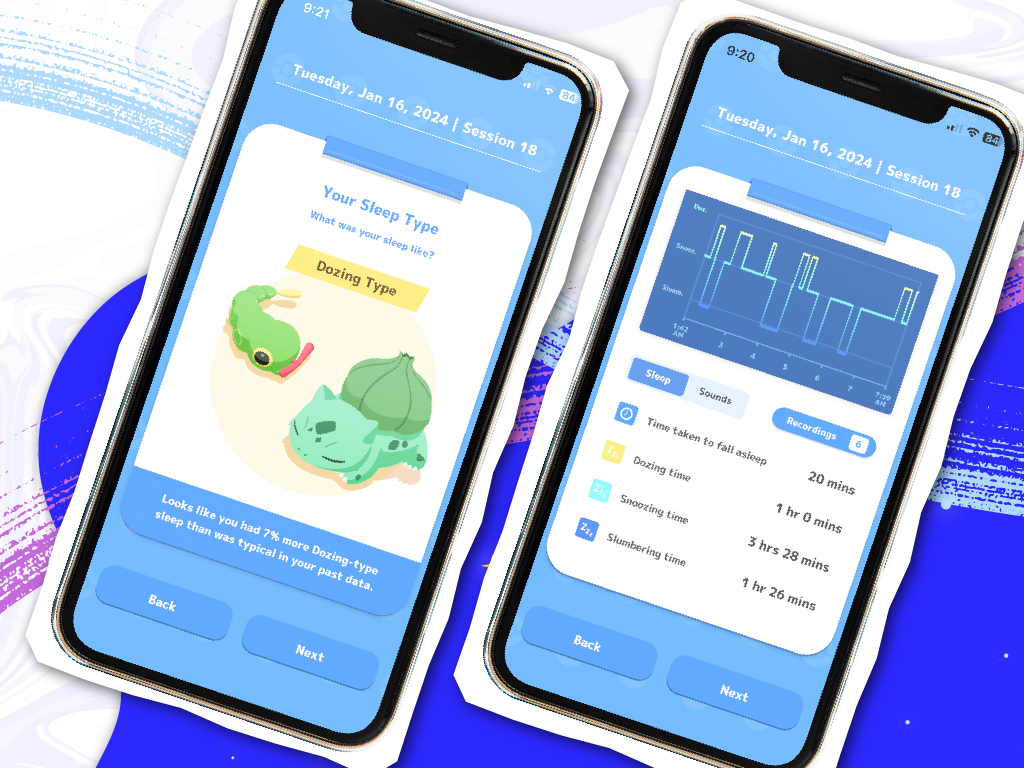 9:21
84
Tuesday, Jan 16, 2024 | Session 18
Your Sleep Type
What was your sleep like?
Dozing Type
Looks like you had 7% more Dozing-type
sleep than was typical in your past data.
Back
Next
9:20
84
Tuesday, Jan 16, 2024 | Session 18
Doz.
Snooz.
Slumb.
1:42
AM
3
4
5
6
7
7:59
AM
Sleep
Sounds
Recordings
6
Time taken to fall asleep
20 mins
Zzz
Dozing time
1 hr 0 mins
Zzz
Snoozing time
3 hrs 28 mins
Zzz
Slumbering time
1 hr 26 mins
Back
Next